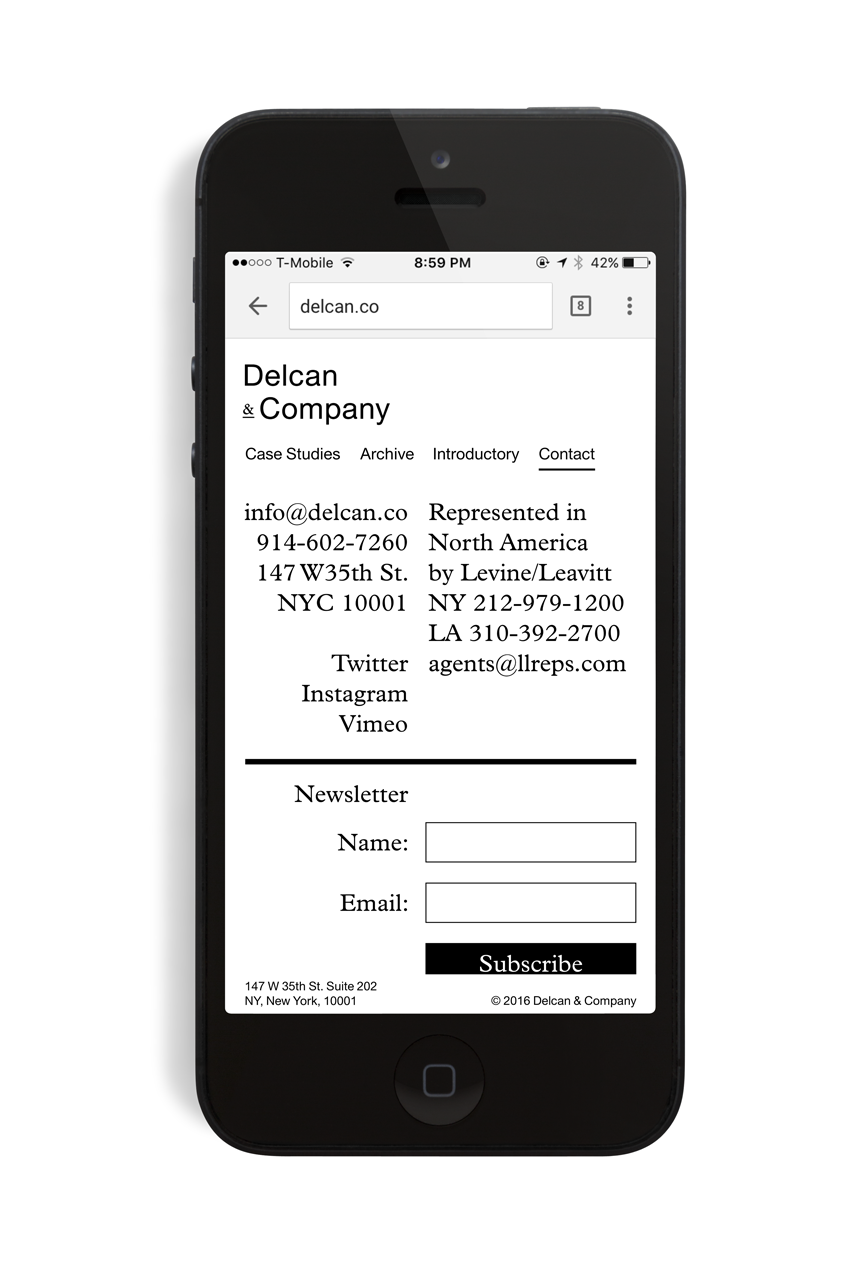 T-Mobile 8:59 PM 42%
delcan.co 8
Delcan
& Company
Case Studies Archive Introductory Contact
info@delcan.co
914-602-7260
147 W35th St.
NYC 10001
Twitter
Instagram
Vimeo
Represented in
North America
by Levine/Leavitt
NY 212-979-1200
LA 310-392-2700
agents@llreps.com
Newsletter
Name:
Email:
Subscribe
147 W 35th St. Suite 202
NY, New York, 10001
© 2016 Delcan & Company